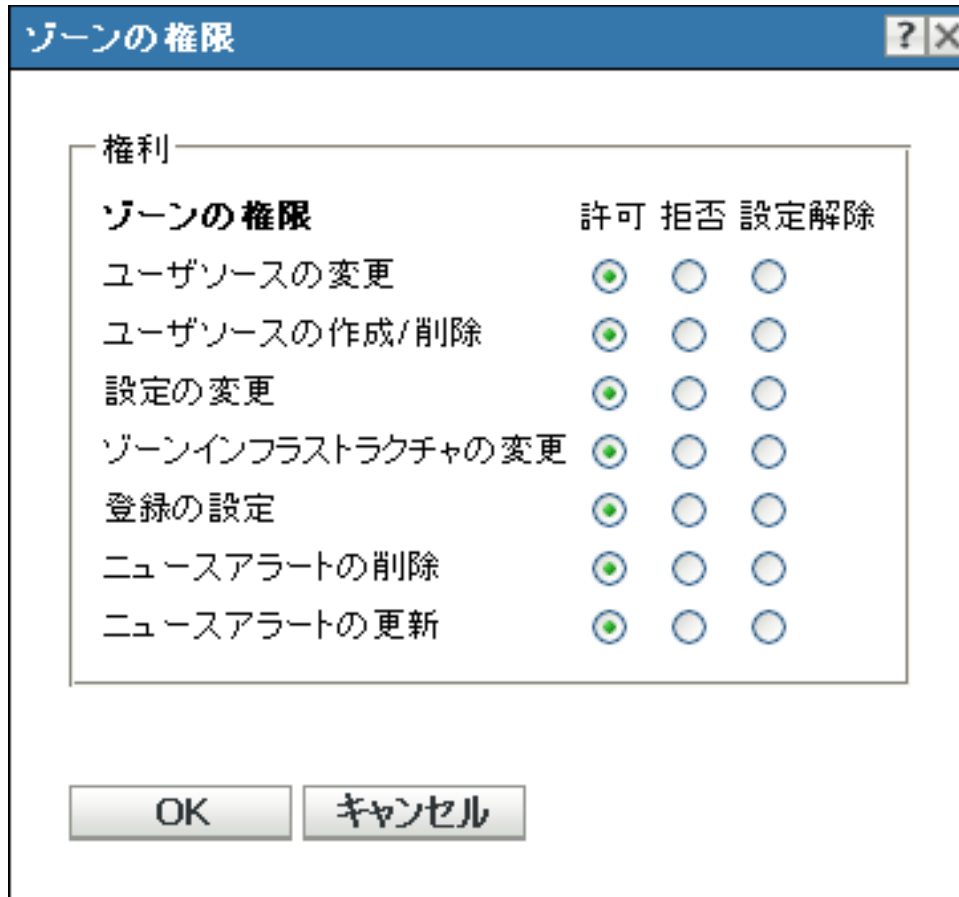 ゾーンの権限
権利
ゾーンの権限 許可 拒否 設定解除
ユーザソースの変更
ユーザソースの作成/削除
設定の変更
ゾーンインフラストラクチャの変更
登録の設定
ニュースアラートの削除
ニュースアラートの更新
OK キャンセル